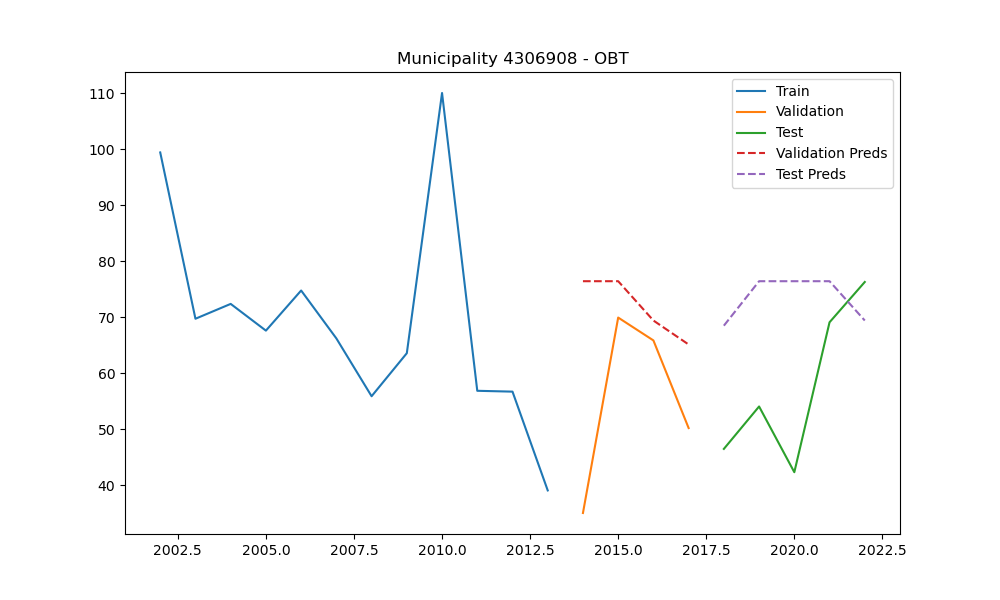 Municipality 4306908 - OBT
Train
Validation
Test
Validation Preds
Test Preds
110
100
90
80
70
60
50
40
2002.5 2005.0 2007.5 2010.0 2012.5 2015.0 2017.5 2020.0 2022.5